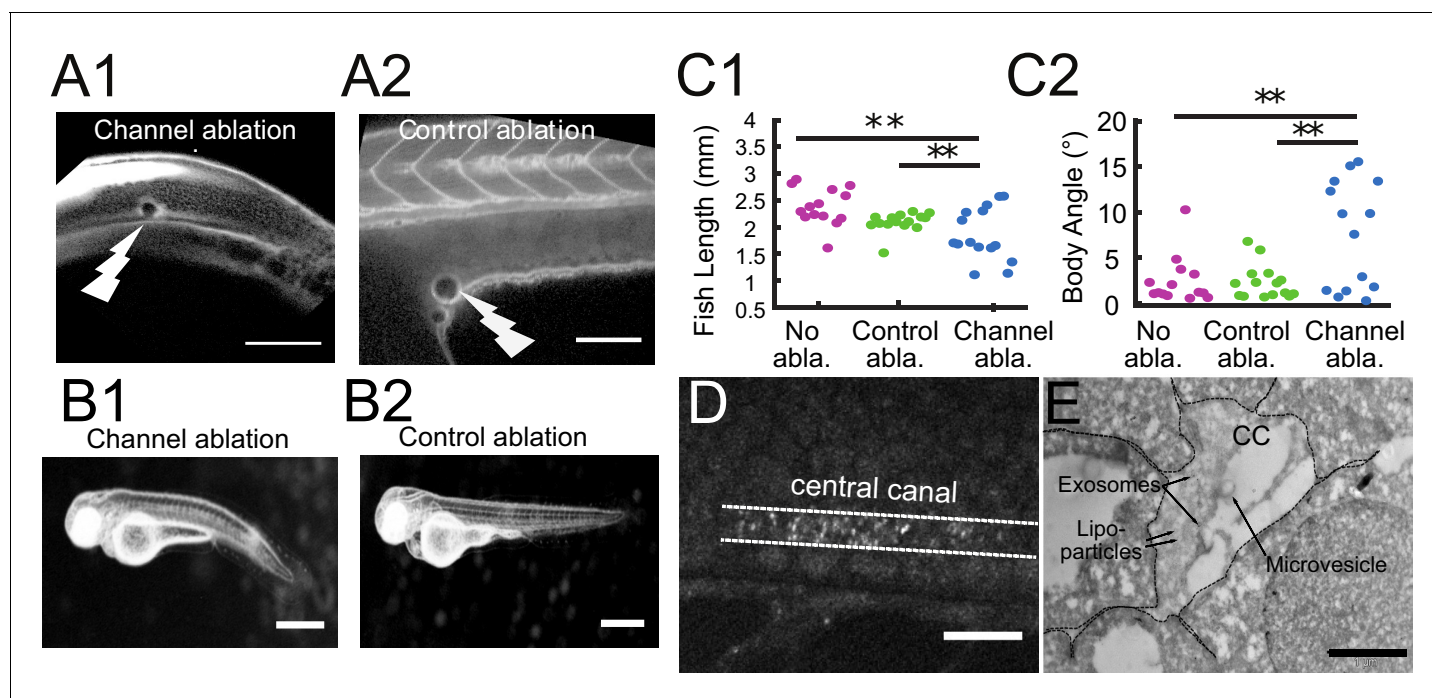 A1
Channel ablation
A2
Control ablation
B1
Channel ablation
B2
Control ablation
C1
**
**
Fish Length (mm)
4
3.5
3
2.5
2
1.5
1
0.5
No
abla.
Control
abla.
Channel
abla.
C2
**
**
Body Angle (°)
20
15
10
5
0
No
abla.
Control
abla.
Channel
abla.
D
central canal
E
CC
Exosomes
Lipo-
particles
Microvesicle
1 µm